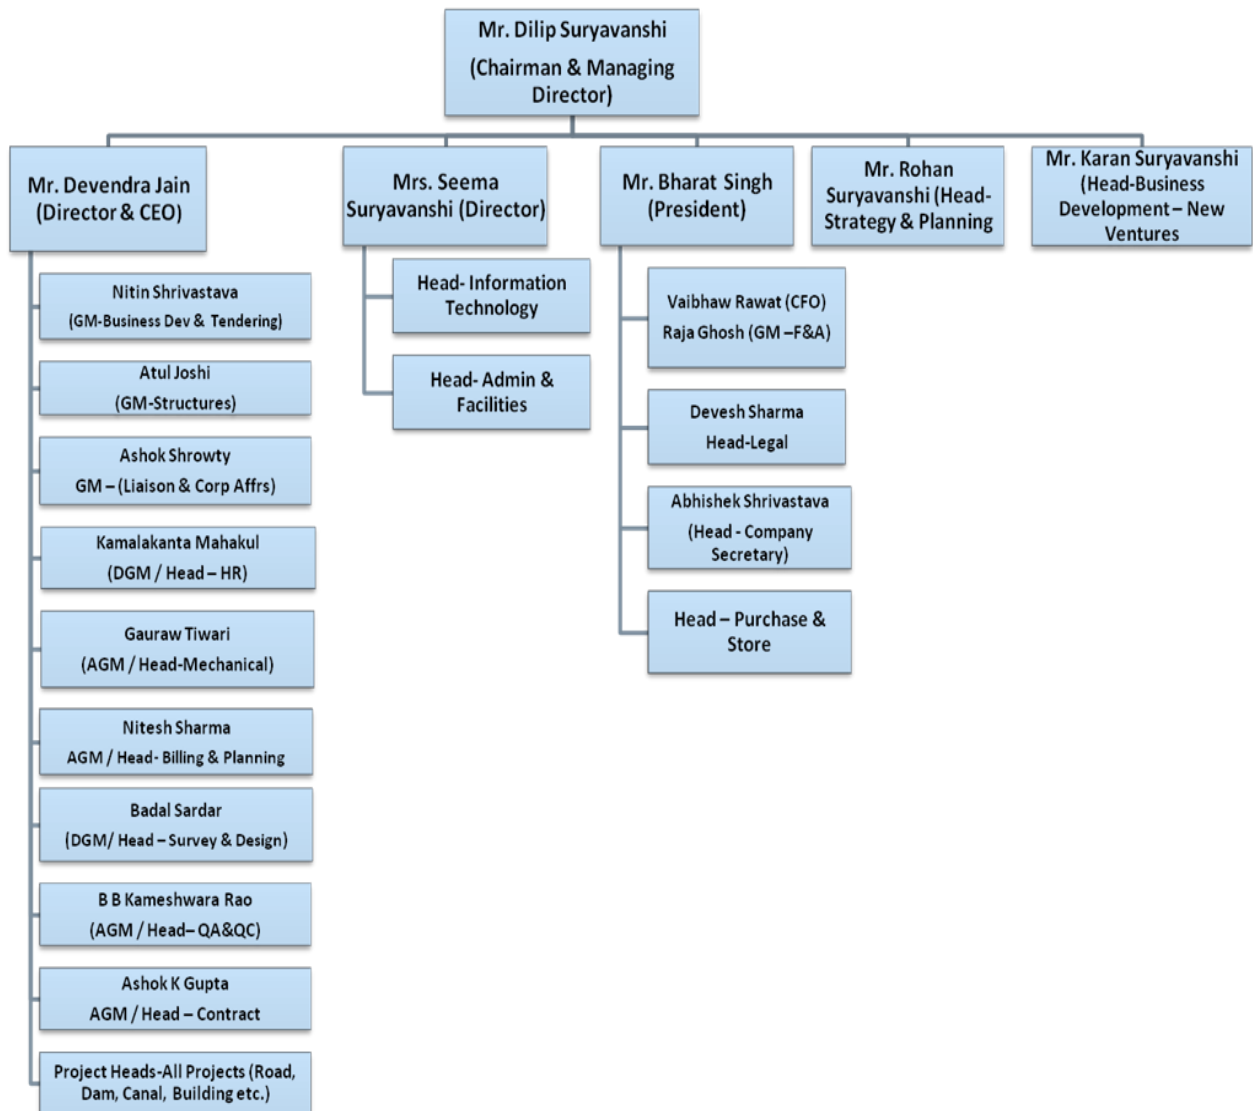 Mr. Dilip Suryavanshi
(Chairman & Managing
Director)
Mr. Devendra Jain
(Director & CEO)
Mrs. Seema
Suryavanshi (Director)
Mr. Bharat Singh
(President)
Mr. Rohan
Suryavanshi (Head-
Strategy & Planning
Mr. Karan Suryavanshi
(Head-Business
Development – New
Ventures
Nitin Shrivastava
(GM-Business Dev & Tendering)
Atul Joshi
(GM-Structures)
Ashok Shrowty
GM – (Liaison & Corp Affrs)
Kamalakanta Mahakul
(DGM / Head – HR)
Gauraw Tiwari
(AGM / Head-Mechanical)
Nitesh Sharma
AGM / Head- Billing & Planning
Badal Sardar
(DGM/ Head – Survey & Design)
B B Kameshwara Rao
(AGM / Head– QA&QC)
Ashok K Gupta
AGM / Head – Contract
Project Heads-All Projects (Road,
Dam, Canal, Building etc.)
Head- Information
Technology
Head- Admin &
Facilities
Vaibhaw Rawat (CFO)
Raja Ghosh (GM –F&A)
Devesh Sharma
Head-Legal
Abhishek Shrivastava
(Head - Company
Secretary)
Head – Purchase &
Store